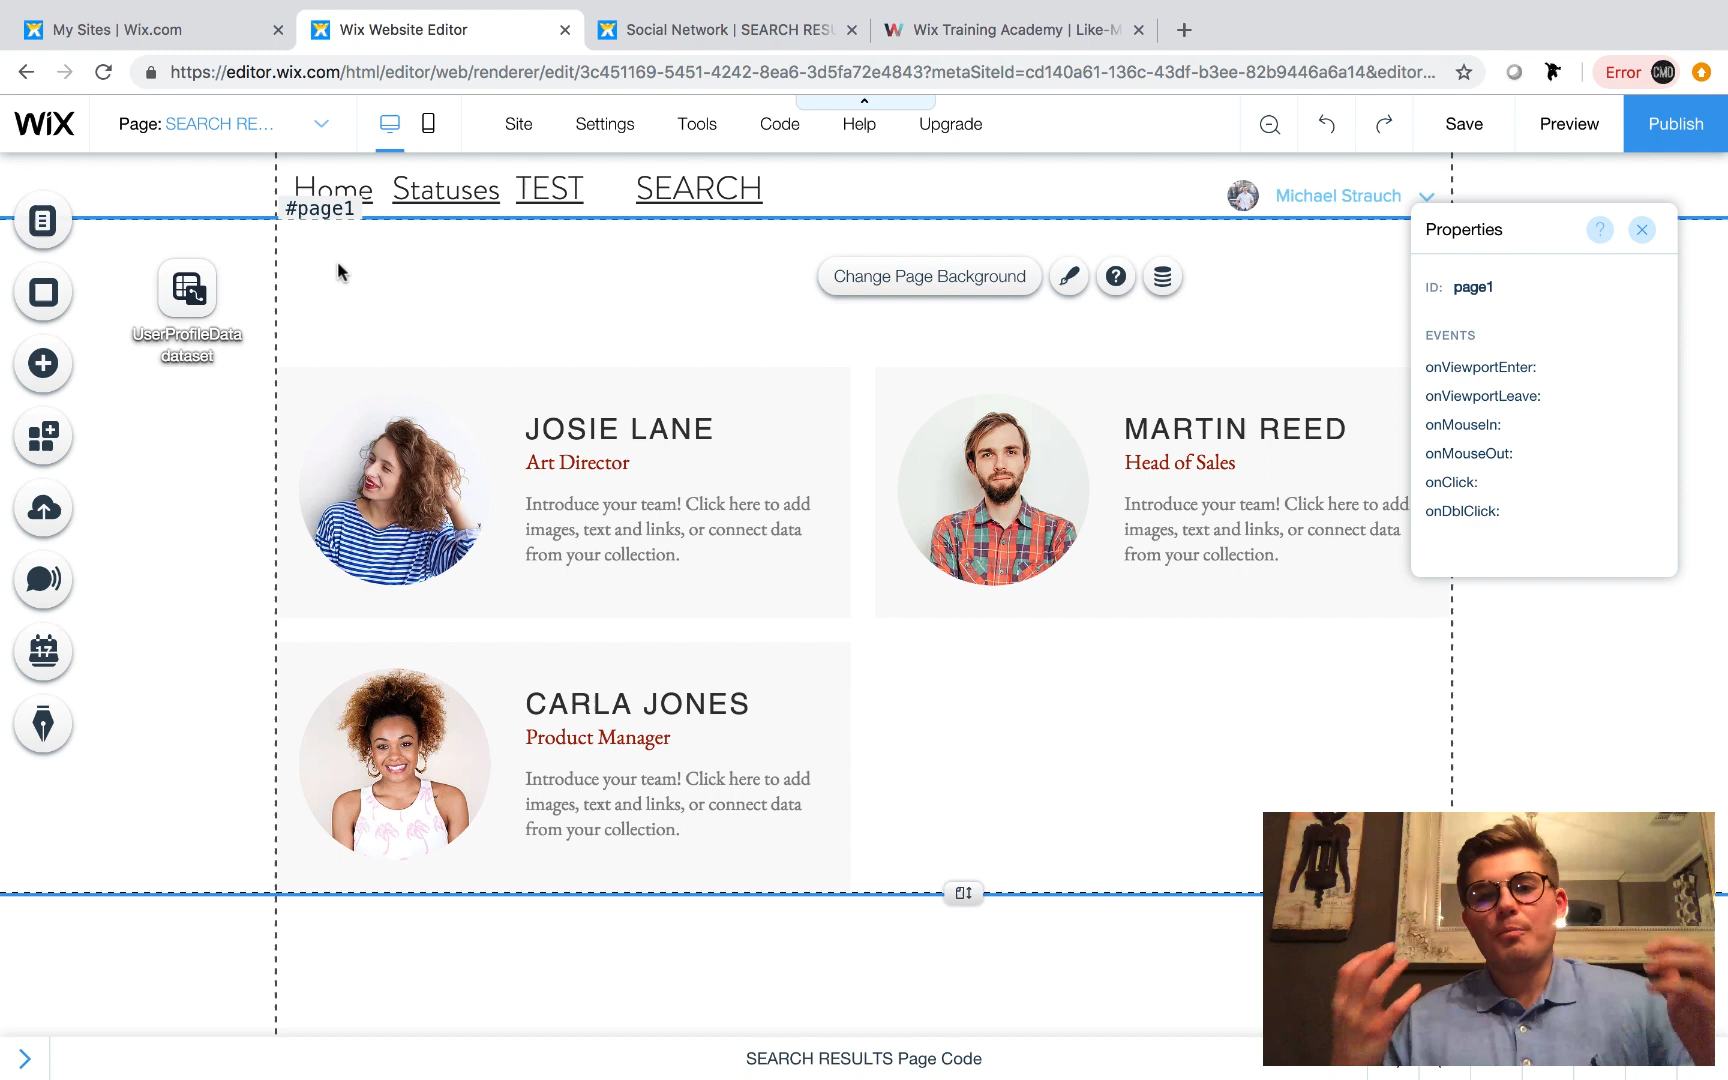 My Sites | Wix.com
Wix Website Editor
Social Network | SEARCH RESU
Wix Training Academy | Like-M
https://editor.wix.com/html/editor/web/renderer/edit/3c451169-5451-4242-8ea6-3d5fa72e4843?metaSiteId=cd140a61-136c-43df-b3ee-82b9446a6a14&editor...
Error CMD
WiX
Page: SEARCH RE...
Site
Settings
Tools
Code
Help
Upgrade
Save
Preview
Publish
Home
Statuses
TEST
SEARCH
#page1
Michael Strauch
UserProfileData
dataset
Change Page Background
Properties
ID: page1
EVENTS
onViewportEnter:
onViewportLeave:
onMouseIn:
onMouseOut:
onClick:
onDblClick:
JOSIE LANE
Art Director
Introduce your team! Click here to add
images, text and links, or connect data
from your collection.
MARTIN REED
Head of Sales
Introduce your team! Click here to add
images, text and links, or connect data
from your collection.
CARLA JONES
Product Manager
Introduce your team! Click here to add
images, text and links, or connect data
from your collection.
17
SEARCH RESULTS Page Code